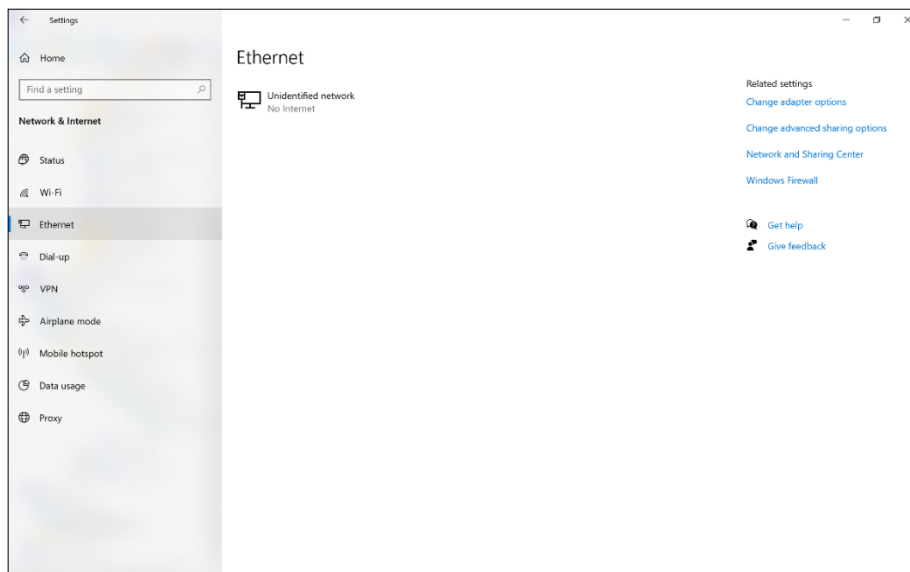 Settings
Home
Find a setting
Network & Internet
Status
Wi-Fi
Ethernet
Dial-up
VPN
Airplane mode
Mobile hotspot
Data usage
Proxy
Ethernet
Unidentified network
No Internet
Related settings
Change adapter options
Change advanced sharing options
Network and Sharing Center
Windows Firewall
Get help
Give feedback